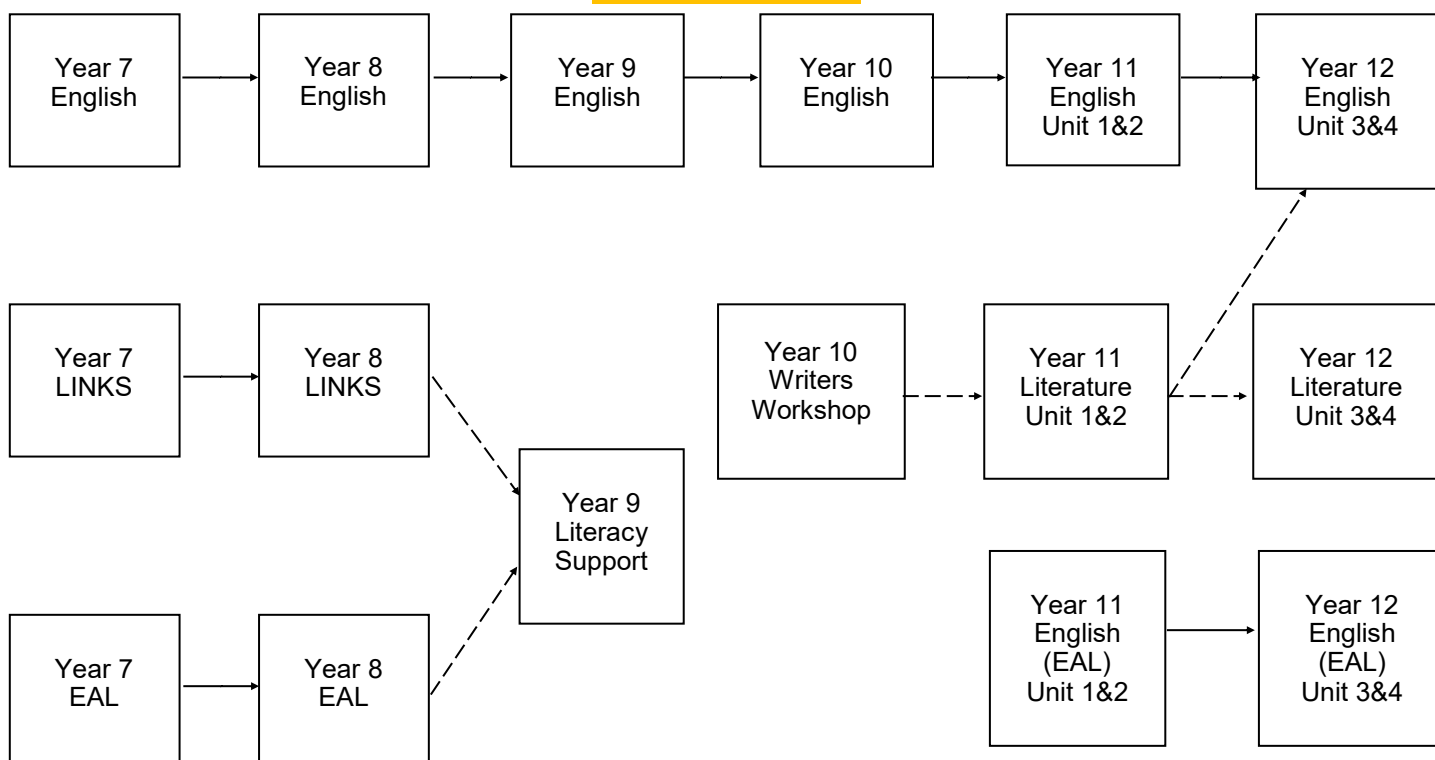 Year 7
English
Year 8
English
Year 9
English
Year 10
English
Year 11
English
Unit 1&2
Year 12
English
Unit 3&4
Year 7
LINKS
Year 8
LINKS
Year 10
Writers
Workshop
Year 11
Literature
Unit 1&2
Year 12
Literature
Unit 3&4
Year 9
Literacy
Support
Year 7
EAL
Year 8
EAL
Year 11
English
(EAL)
Unit 1&2
Year 12
English
(EAL)
Unit 3&4